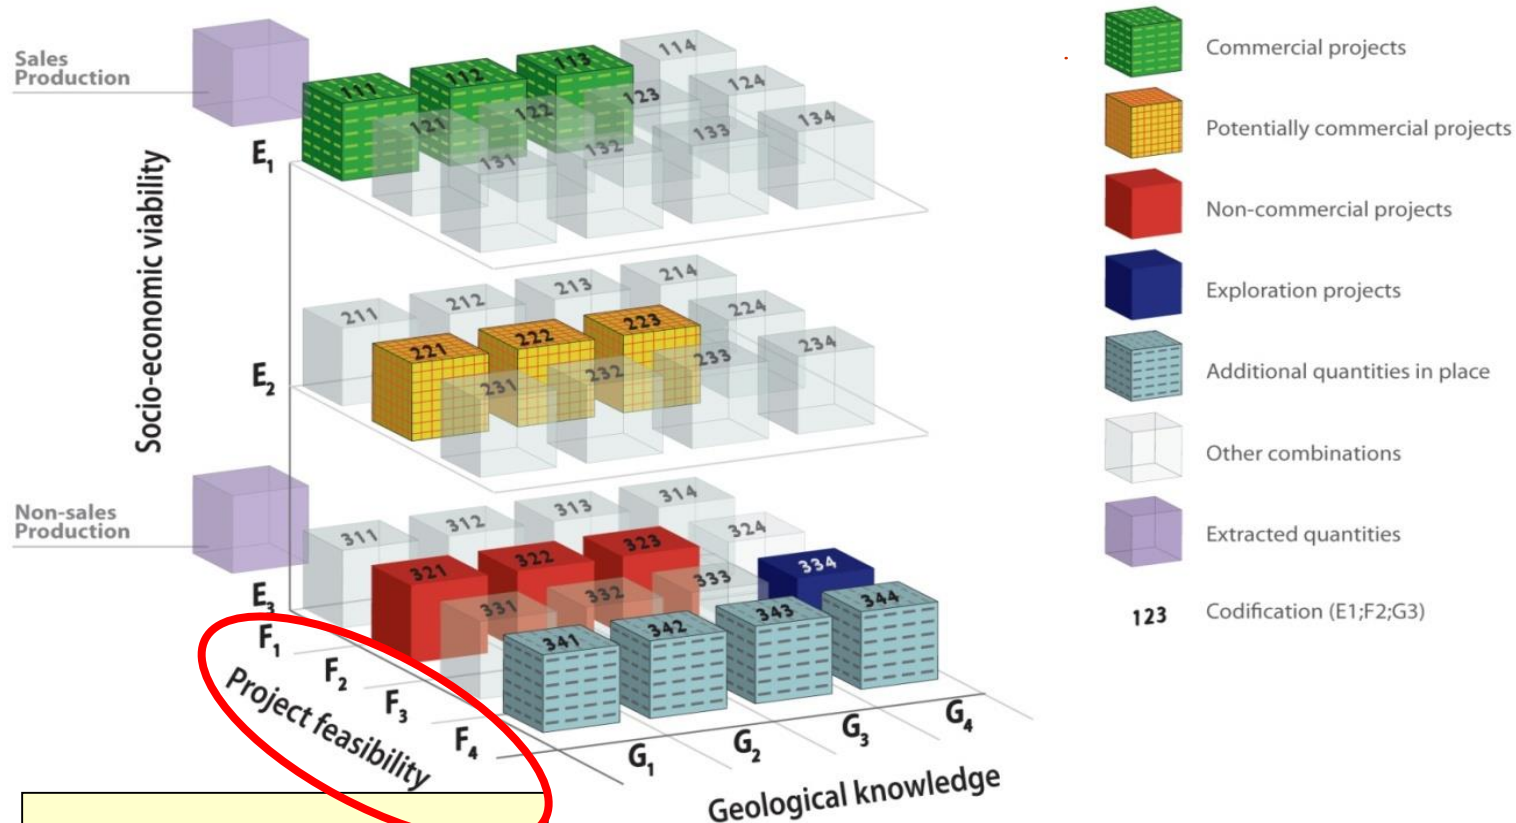 Sales
Production
Socio-economic viability
E1
111
112
113
114
121
122
123
124
131
132
133
134
E2
211
212
213
214
221
222
223
224
231
232
233
234
Non-sales
Production
E3
311
312
313
314
321
322
323
324
331
332
333
334
341
342
343
344
F1
F2
F3
F4
Project feasibility
G1
G2
G3
G4
Geological knowledge
Commercial projects
Potentially commercial projects
Non-commercial projects
Exploration projects
Additional quantities in place
Other combinations
Extracted quantities
123 Codification (E1;F2;G3)